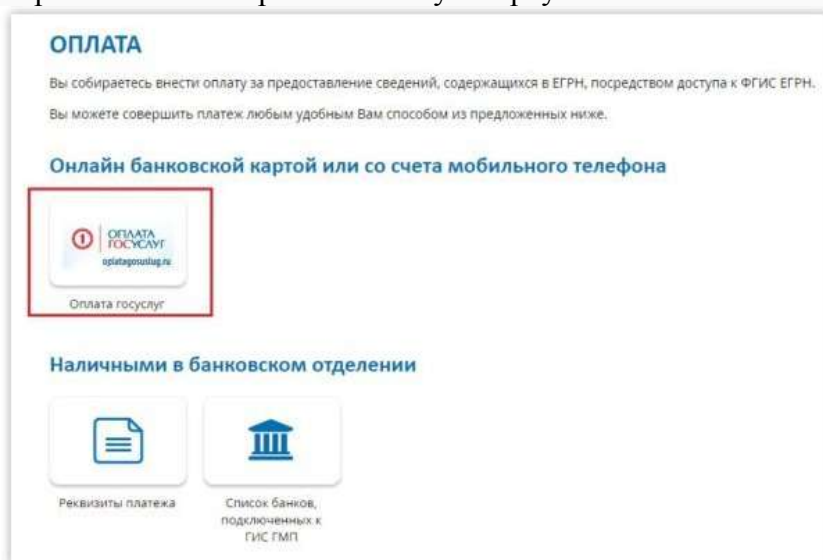 ОПЛАТА
Вы собираетесь внести оплату за предоставление сведений, содержащихся в ЕГРН, посредством доступа к ФГИС ЕГРН.
Вы можете совершить платеж любым удобным Вам способом из предложенных ниже.
Онлайн банковской картой или со счета мобильного телефона
ОПЛАТА
ГОСУСЛУГ
oplatagosuslug.ru
Оплата госуслуг
Наличными в банковском отделении
Реквизиты платежа
Список банков,
подключенных к
ГИС ГМП